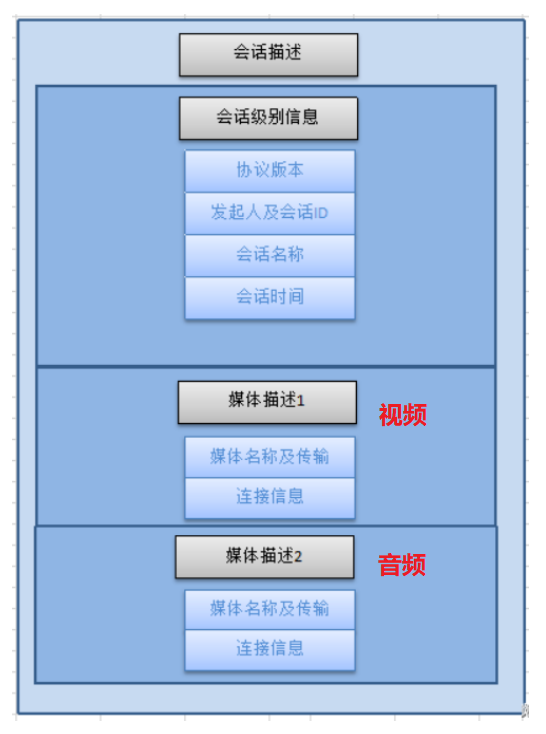 会话描述
会话级别信息
协议版本
发起人及会话ID
会话名称
会话时间
媒体描述1
视频
媒体名称及传输
连接信息
媒体描述2
音频
媒体名称及传输
连接信息